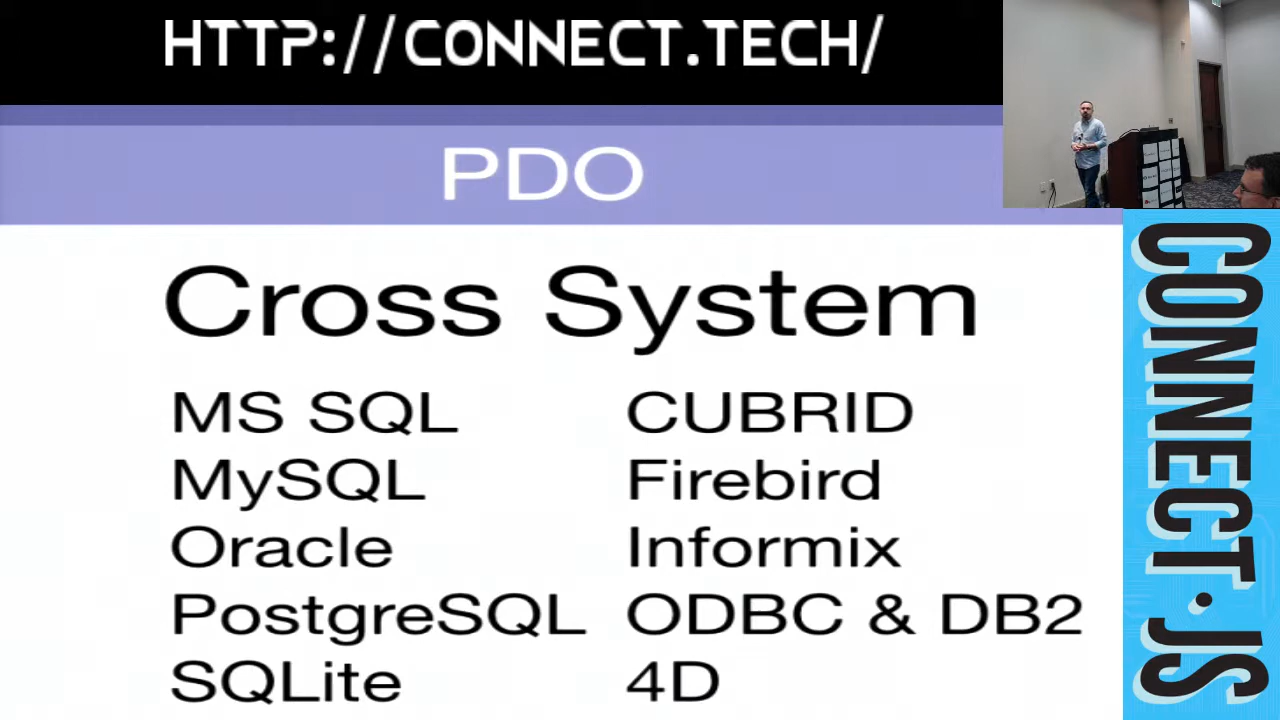 HTTP://CONNECT.TECH/
PDO
Cross System
MS SQL
CUBRID
MySQL
Firebird
Oracle
Informix
PostgreSQL
ODBC & DB2
SQLite
4D
CONNECT·JS